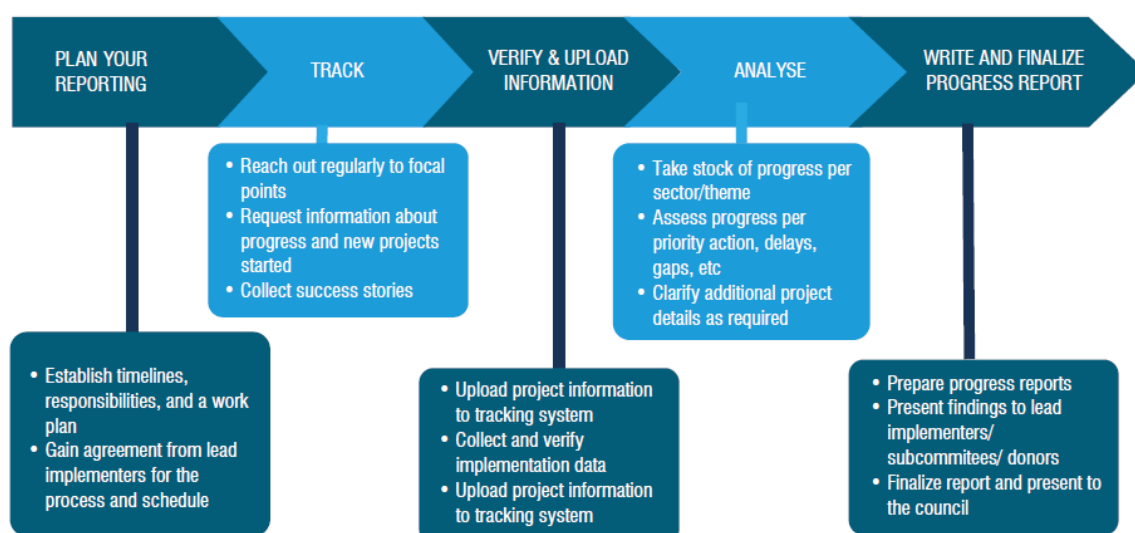 PLAN YOUR
REPORTING
TRACK
VERIFY & UPLOAD
INFORMATION
ANALYSE
WRITE AND FINALIZE
PROGRESS REPORT
• Reach out regularly to focal
points
• Request information about
progress and new projects
started
• Collect success stories
• Take stock of progress per
sector/theme
• Assess progress per
priority action, delays,
gaps, etc
• Clarify additional project
details as required
• Establish timelines,
responsibilities, and a work
plan
• Gain agreement from lead
implementers for the
process and schedule
• Upload project information
to tracking system
• Collect and verify
implementation data
• Upload project information
to tracking system
• Prepare progress reports
• Present findings to lead
implementers/
subcommitees/ donors
• Finalize report and present to
the council